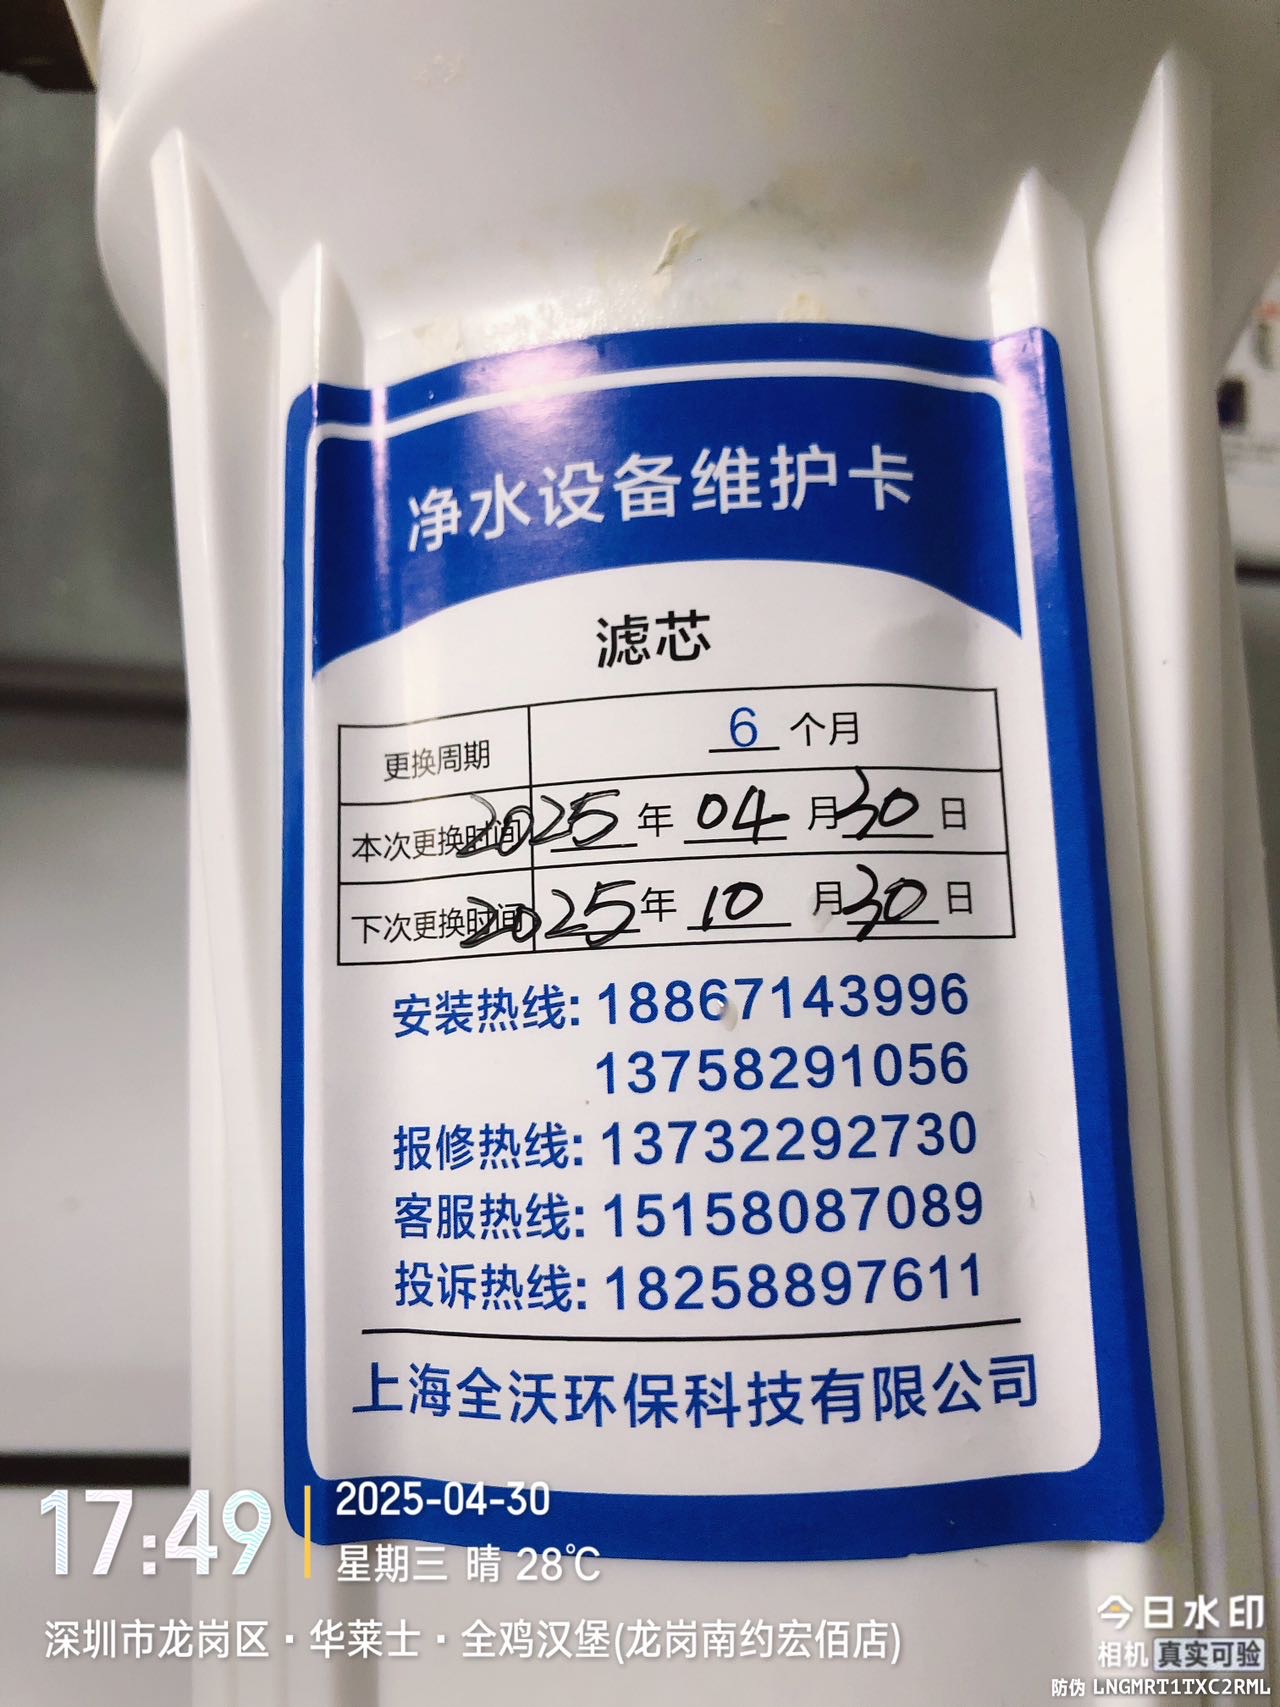 净水设备维护卡
滤芯
更换周期 6 个月
本次更换时间 2025 年 04 月 30 日
下次更换时间 2025 年 10 月 30 日
安装热线: 18867143996
13758291056
报修热线: 13732292730
客服热线: 15158087089
投诉热线: 18258897611
上海全沃环保科技有限公司
17:49
2025-04-30
星期三 晴 28℃
深圳市龙岗区·华莱士·全鸡汉堡(龙岗南约宏佰店)
今日水印
相机 真实可验
防伪 LNGMRT1TXC2RML